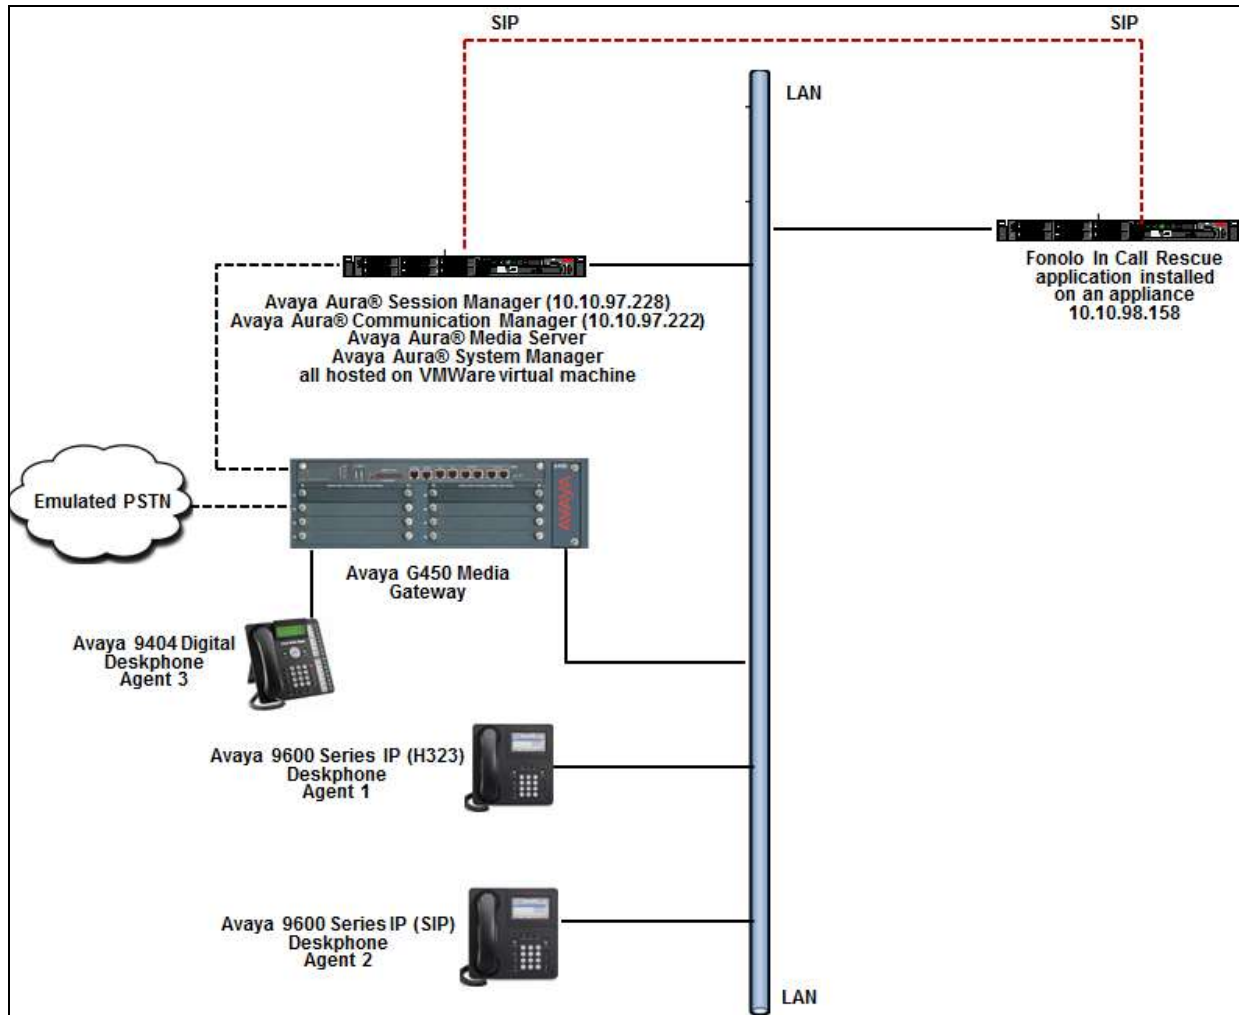 SIP
SIP
LAN
Fonolo In Call Rescue
application installed
on an appliance
10.10.98.158
Avaya Aura® Session Manager (10.10.97.228)
Avaya Aura® Communication Manager (10.10.97.222)
Avaya Aura® Media Server
Avaya Aura® System Manager
all hosted on VMWare virtual machine
Emulated PSTN
AVAYA
Avaya G450 Media
Gateway
Avaya 9404 Digital
Deskphone
Agent 3
Avaya 9600 Series IP (H323)
Deskphone
Agent 1
Avaya 9600 Series IP (SIP)
Deskphone
Agent 2
LAN